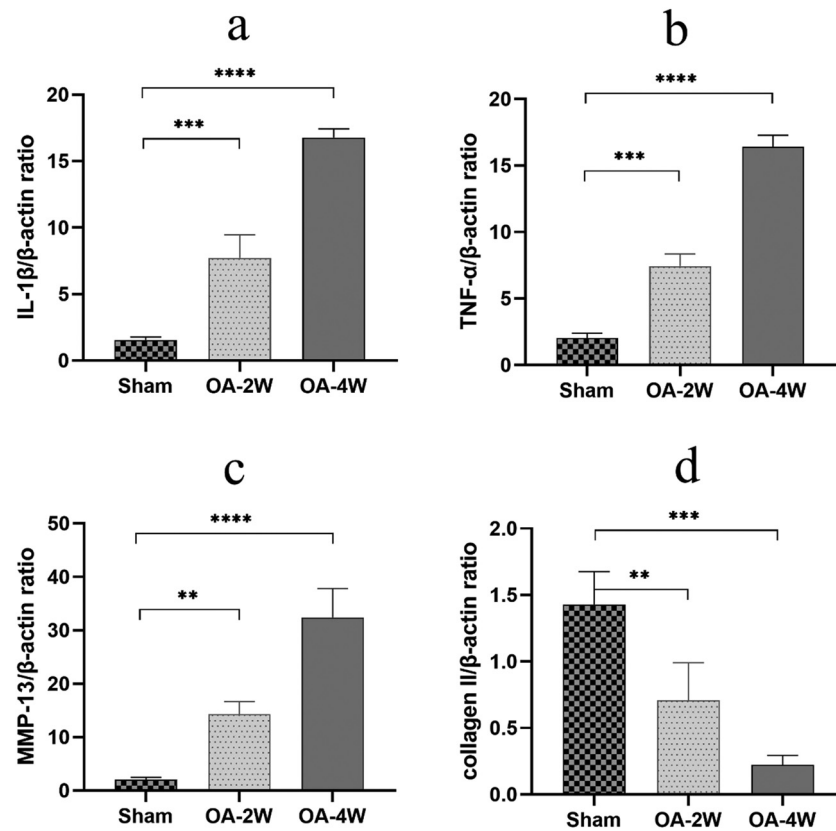 a
IL-1β/β-actin ratio
20
15
10
5
0
****
***
Sham OA-2W OA-4W
b
TNF-α/β-actin ratio
20
15
10
5
0
****
***
Sham OA-2W OA-4W
c
MMP-13/β-actin ratio
50
40
30
20
10
0
****
**
Sham OA-2W OA-4W
d
collagen II/β-actin ratio
2.0
1.5
1.0
0.5
0.0
***
**
Sham OA-2W OA-4W